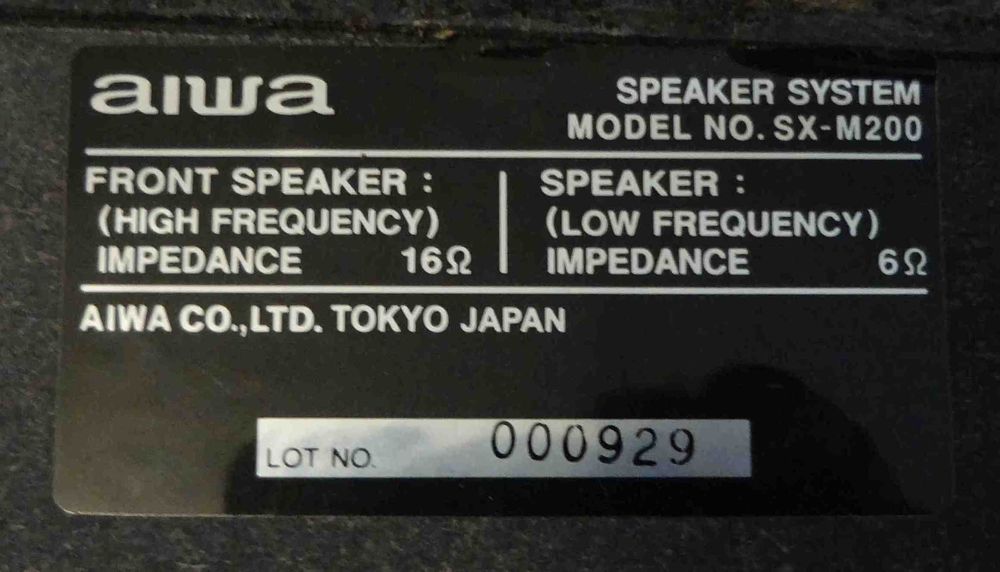 aiwa
SPEAKER SYSTEM
MODEL NO. SX-M200
FRONT SPEAKER :
(HIGH FREQUENCY)
IMPEDANCE 16Ω
SPEAKER :
(LOW FREQUENCY)
IMPEDANCE 6Ω
AIWA CO.,LTD. TOKYO JAPAN
LOT NO. 000929